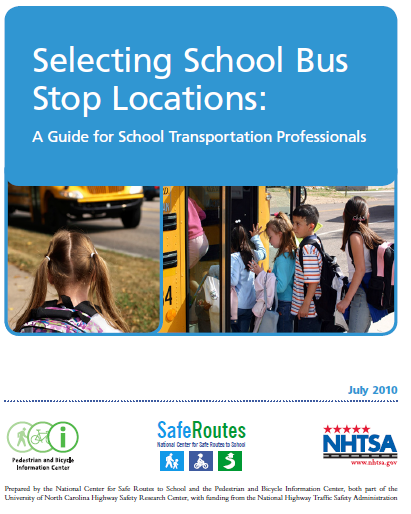 Selecting School Bus
Stop Locations:
A Guide for School Transportation Professionals
4
July 2010
i
Pedestrian and Bicycle
Information Center
SafeRoutes
National Center for Safe Routes to School
NHTSA
www.nhtsa.gov
Prepared by the National Center for Safe Routes to School and the Pedestrian and Bicycle Information Center, both part of the
University of North Carolina Highway Safety Research Center, with funding from the National Highway Traffic Safety Administration